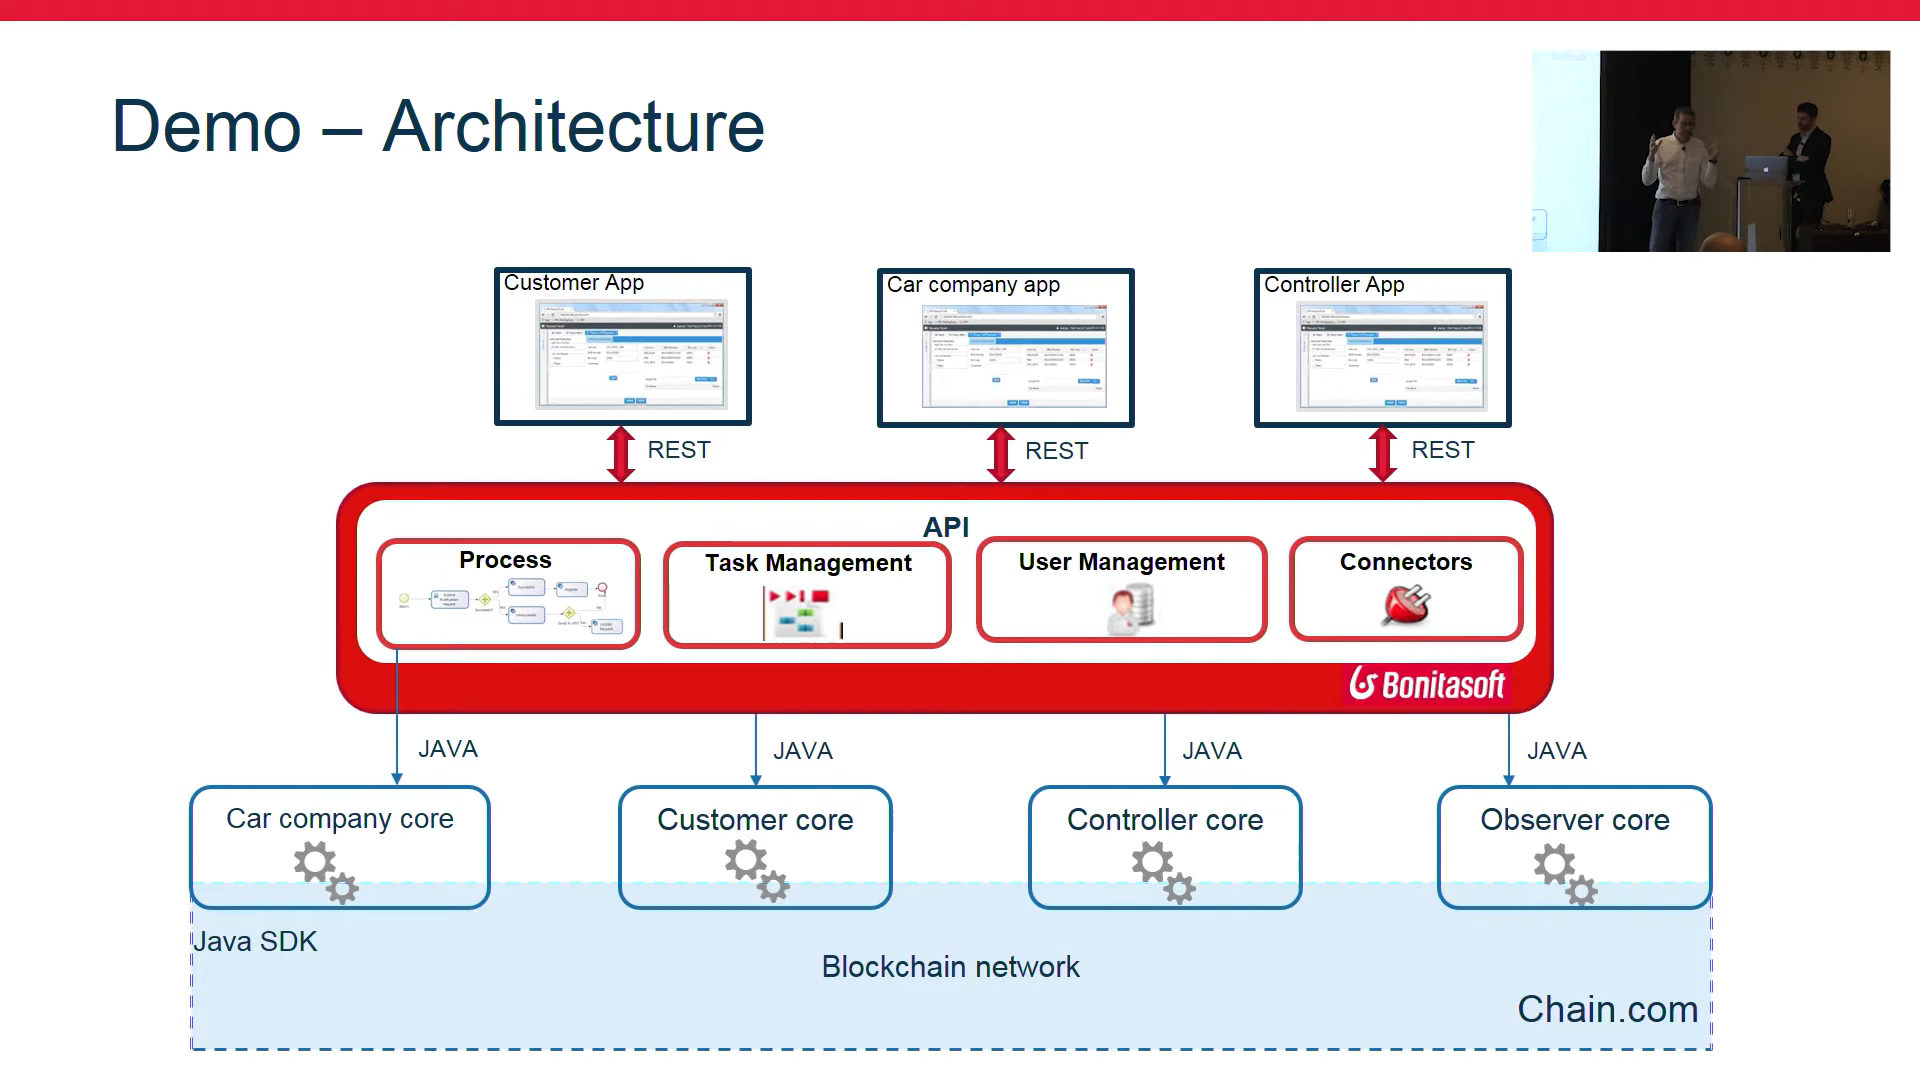 Demo – Architecture
Customer App
Car company app
Controller App
REST
REST
REST
API
Process
Task Management
User Management
Connectors
Bonitasoft
JAVA
JAVA
JAVA
JAVA
Car company core
Customer core
Controller core
Observer core
Java SDK
Blockchain network
Chain.com